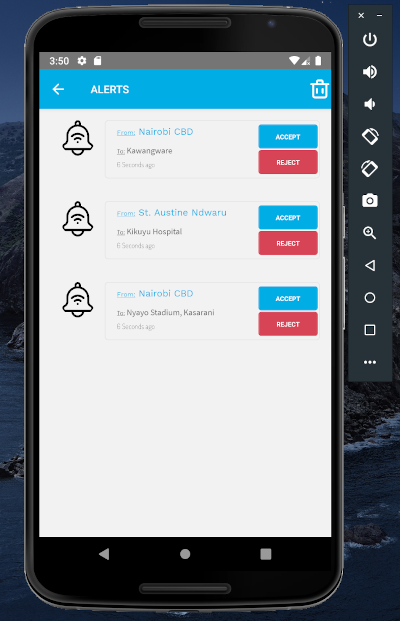 3:50
ALERTS
From: Nairobi CBD
To: Kawangware
6 Seconds ago
ACCEPT
REJECT
From: St. Austine Ndwaru
To: Kikuyu Hospital
6 Seconds ago
ACCEPT
REJECT
From: Nairobi CBD
To: Nyayo Stadium, Kasarani
6 Seconds ago
ACCEPT
REJECT